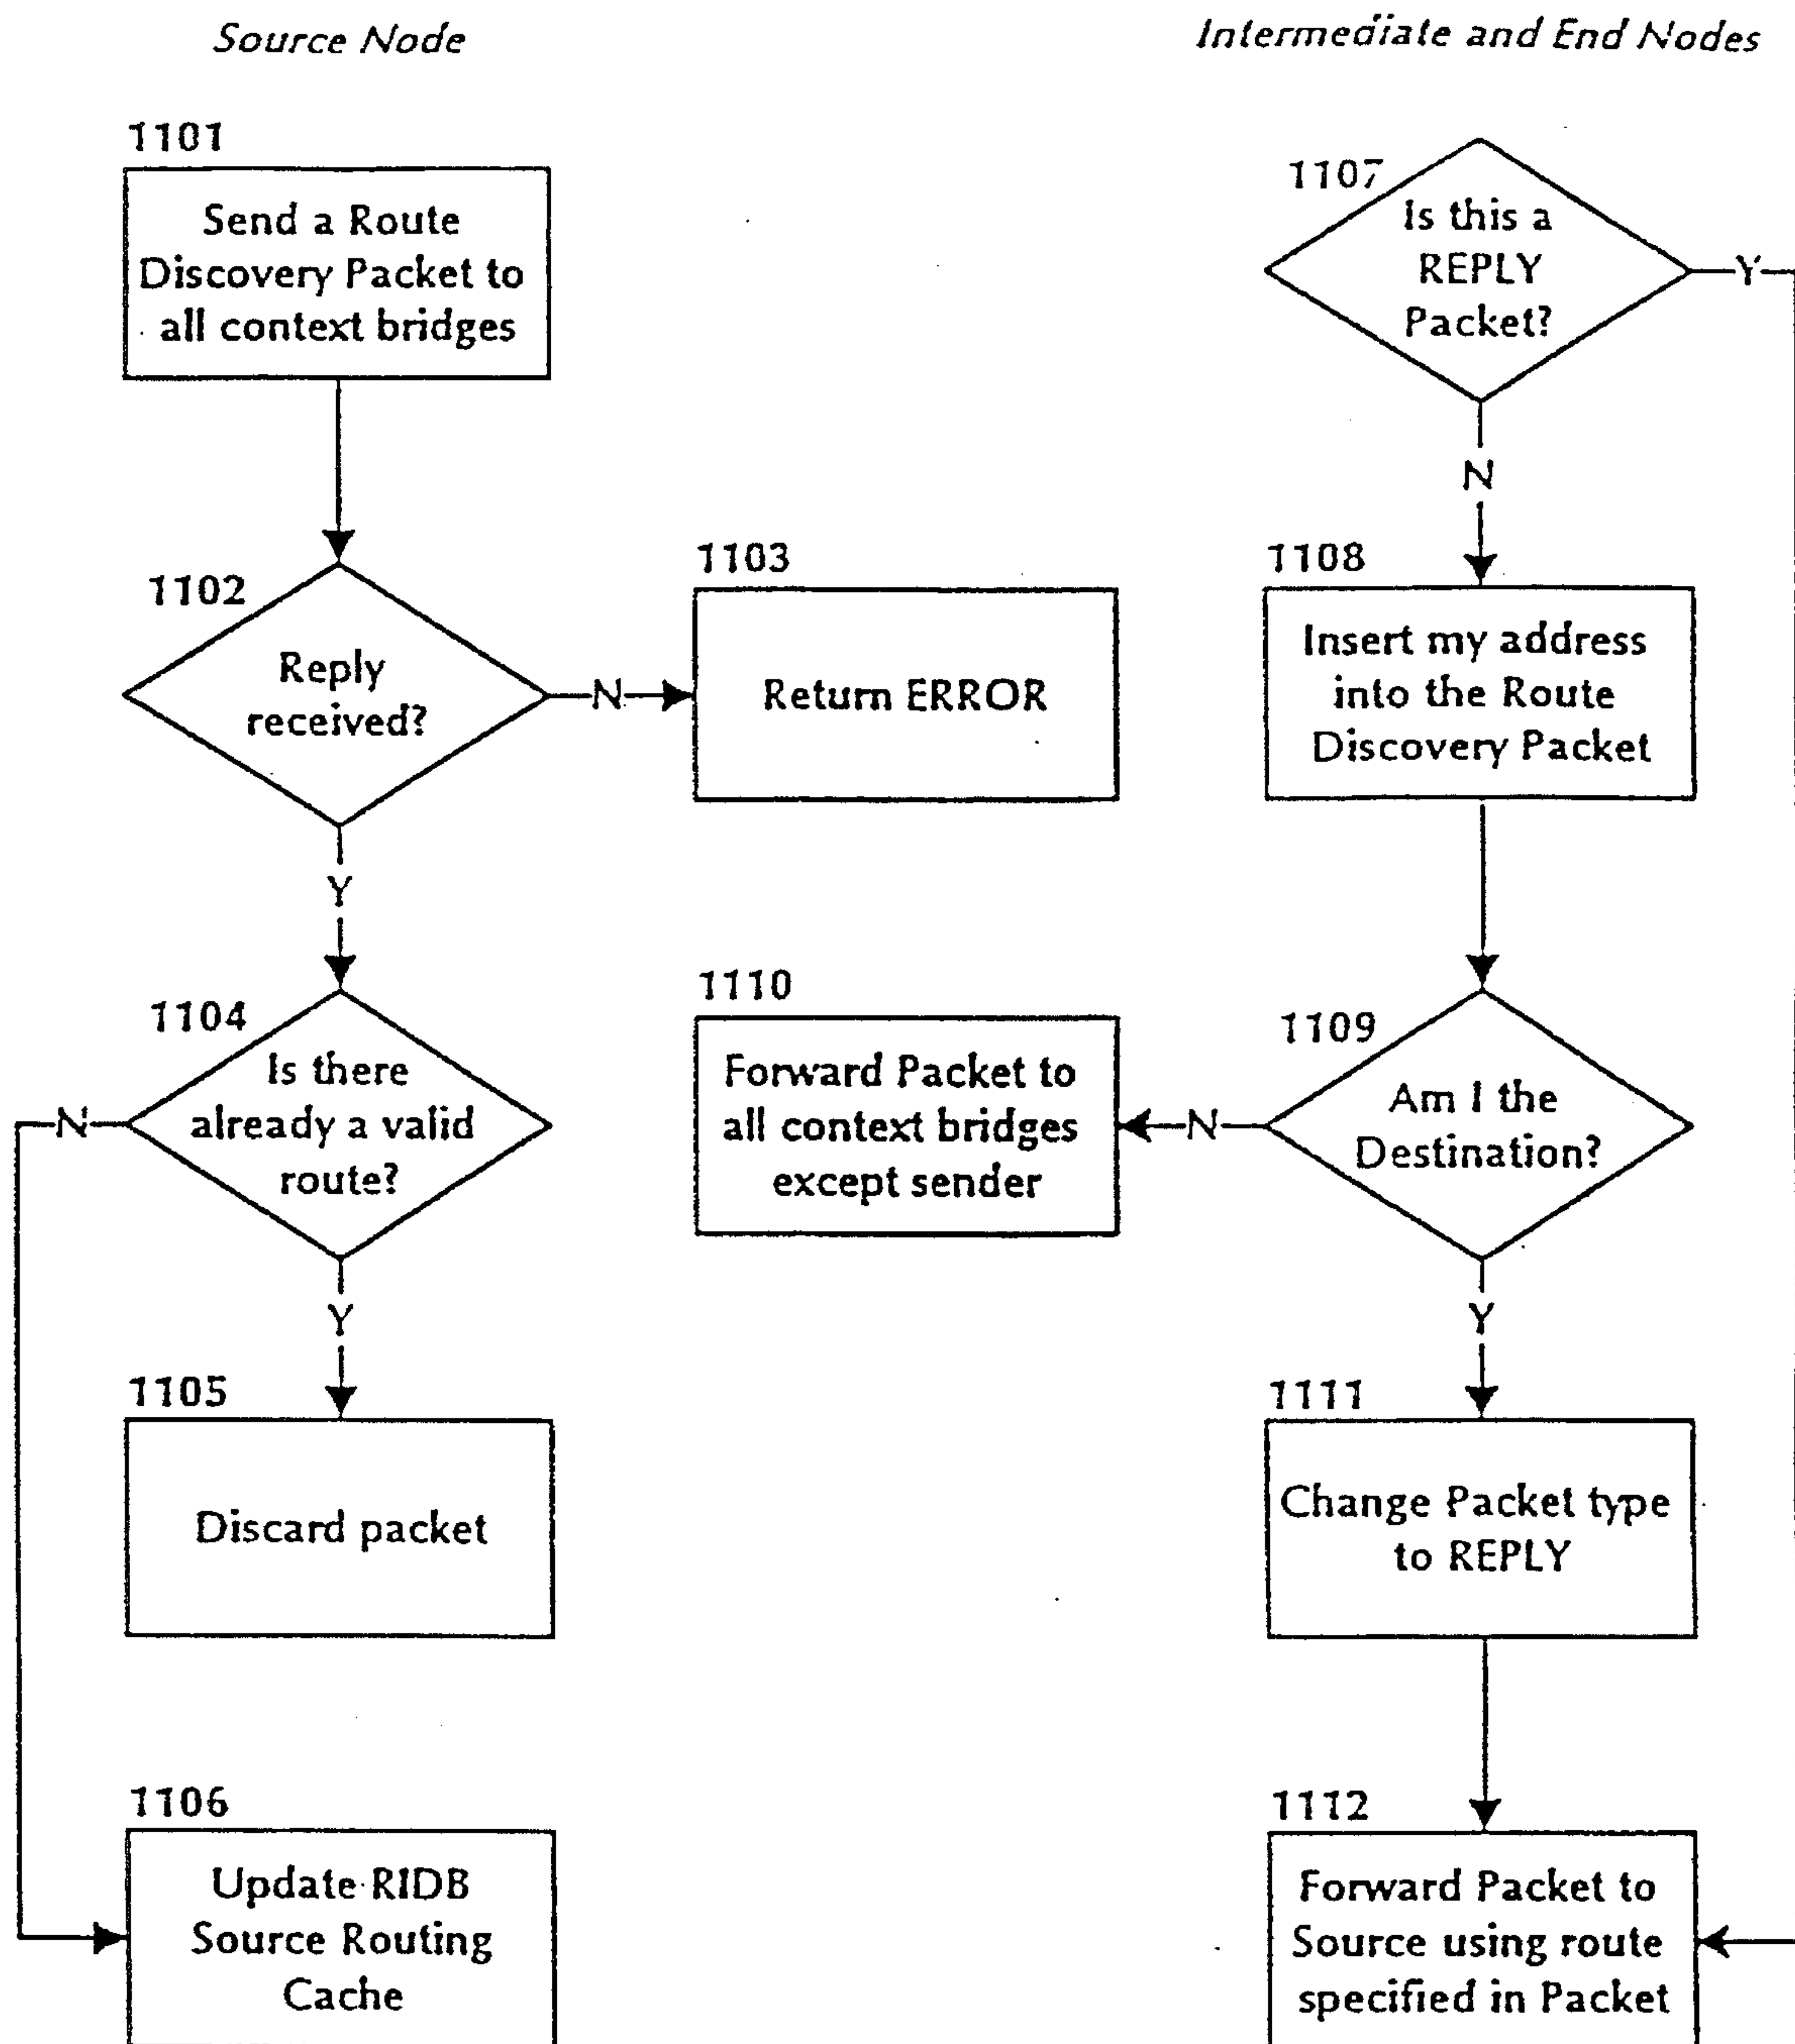 Source Node
1101
Send a Route
Discovery Packet to
all context bridges
1102
Reply
received?
N
1103
Return ERROR
Y
1104
Is there
already a valid
route?
N
Y
1105
Discard packet
1106
Update RIDB
Source Routing
Cache
Intermediate and End Nodes
1107
Is this a
REPLY
Packet?
Y
N
1108
Insert my address
into the Route
Discovery Packet
1109
Am I the
Destination?
N
1110
Forward Packet to
all context bridges
except sender
Y
1111
Change Packet type
to REPLY
1112
Forward Packet to
Source using route
specified in Packet